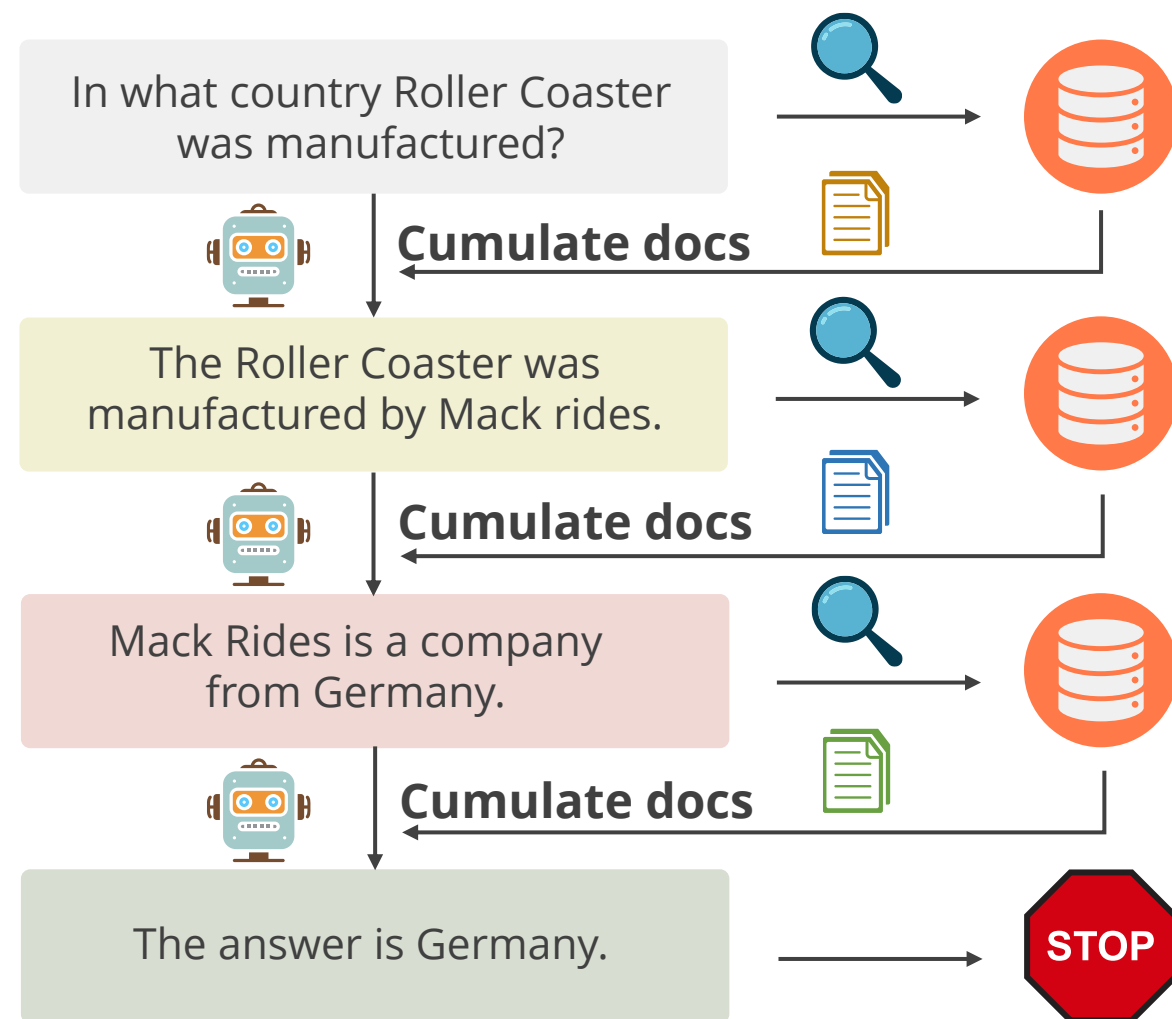 In what country Roller Coaster
was manufactured?
Cumulate docs
The Roller Coaster was
manufactured by Mack rides.
Cumulate docs
Mack Rides is a company
from Germany.
Cumulate docs
The answer is Germany.
STOP